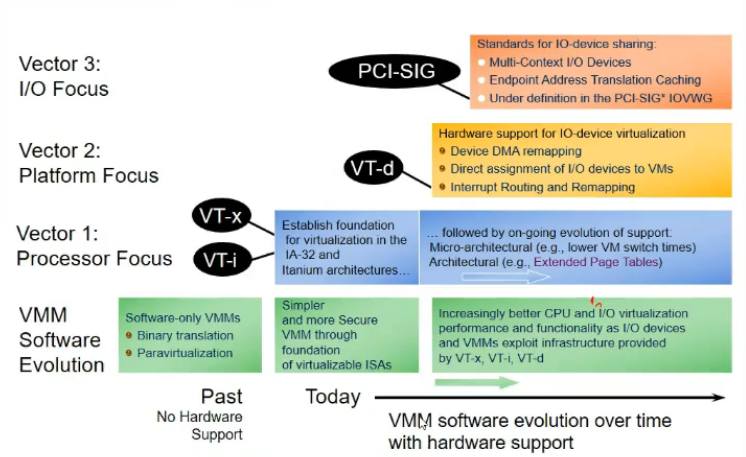 Vector 3:
I/O Focus
PCI-SIG
Standards for IO-device sharing:
Multi-Context I/O Devices
Endpoint Address Translation Caching
Under definition in the PCI-SIG* IOVWG
Vector 2:
Platform Focus
VT-d
Hardware support for IO-device virtualization
Device DMA remapping
Direct assignment of I/O devices to VMs
Interrupt Routing and Remapping
Vector 1:
Processor Focus
VT-x
VT-i
Establish foundation
for virtualization in the
IA-32 and
Itanium architectures…
… followed by on-going evolution of support:
Micro-architectural (e.g., lower VM switch times)
Architectural (e.g., Extended Page Tables)
VMM
Software
Evolution
Software-only VMMs
Binary translation
Paravirtualization
Simpler
and more Secure
VMM through
foundation
of virtualizable ISAs
Increasingly better CPU and I/O virtualization
performance and functionality as I/O devices
and VMMs exploit infrastructure provided
by VT-x, VT-i, VT-d
Past
No Hardware
Support
Today
VMM software evolution over time
with hardware support